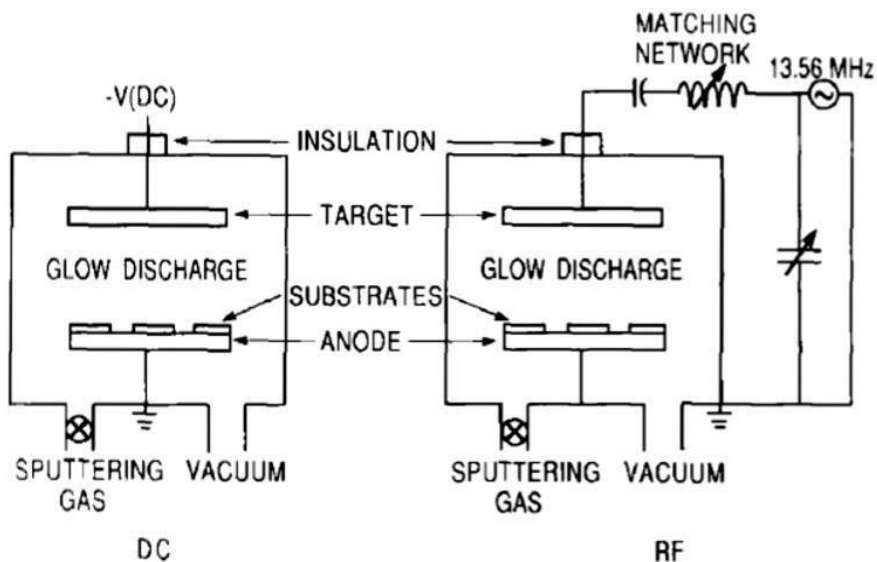 MATCHING
NETWORK
13.56 MHz
-V(DC)
INSULATION
TARGET
GLOW DISCHARGE
GLOW DISCHARGE
SUBSTRATES
ANODE
SPUTTERING
GAS
VACUUM
SPUTTERING
GAS
VACUUM
DC
RF